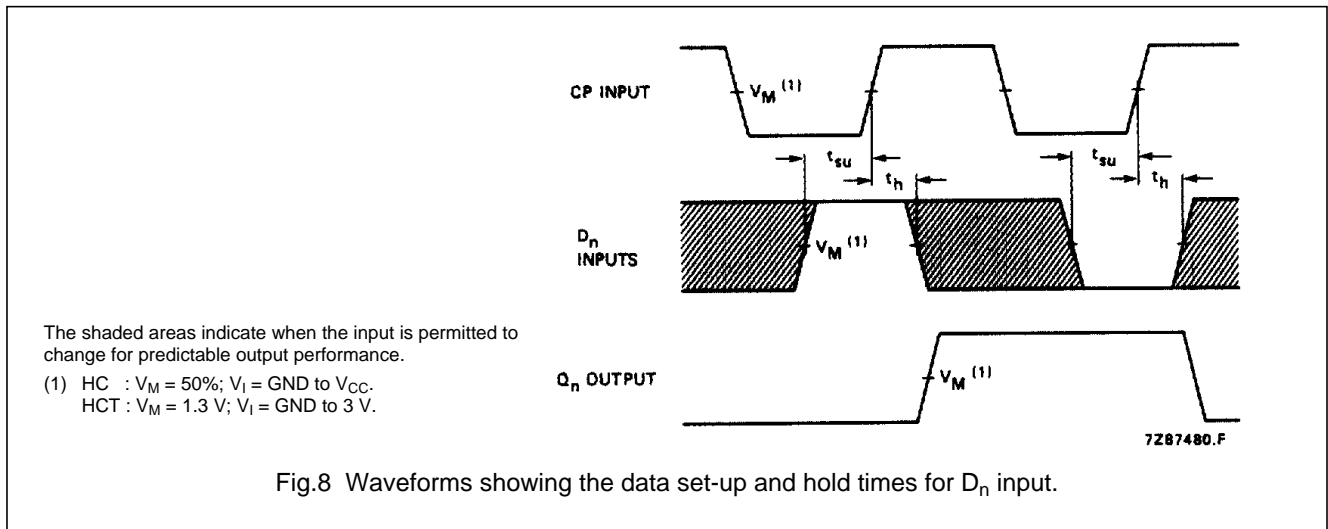 CP INPUT
V_M (1)
t_su
t_h
t_su
t_h
D_n
INPUTS
V_M (1)
The shaded areas indicate when the input is permitted to
change for predictable output performance.
(1) HC : V_M = 50%; V_I = GND to V_CC.
HCT : V_M = 1.3 V; V_I = GND to 3 V.
Q_n OUTPUT
V_M (1)
7Z87480.F
Fig.8 Waveforms showing the data set-up and hold times for D_n input.